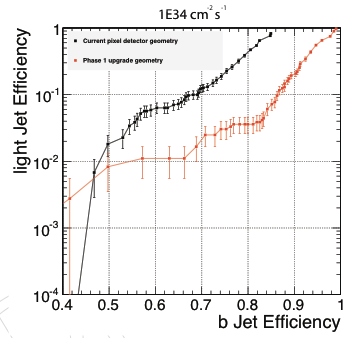 1E34 cm⁻² s⁻¹
light Jet Efficiency
1
10⁻¹
10⁻²
10⁻³
10⁻⁴
Current pixel detector geometry
Phase 1 upgrade geometry
0.4 0.5 0.6 0.7 0.8 0.9 1
b Jet Efficiency